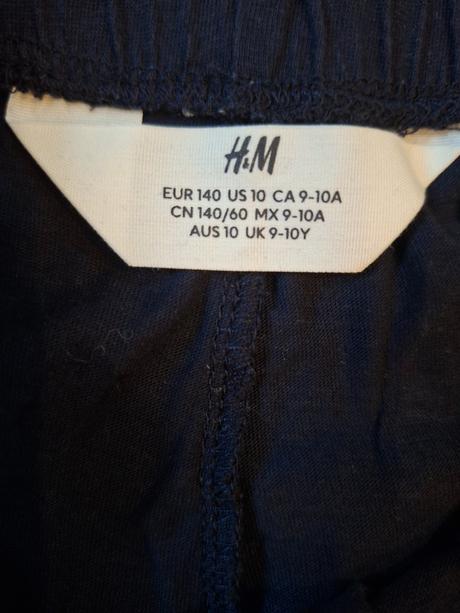 H&M
EUR 140 US 10 CA 9-10A
CN 140/60 MX 9-10A
AUS 10 UK 9-10Y